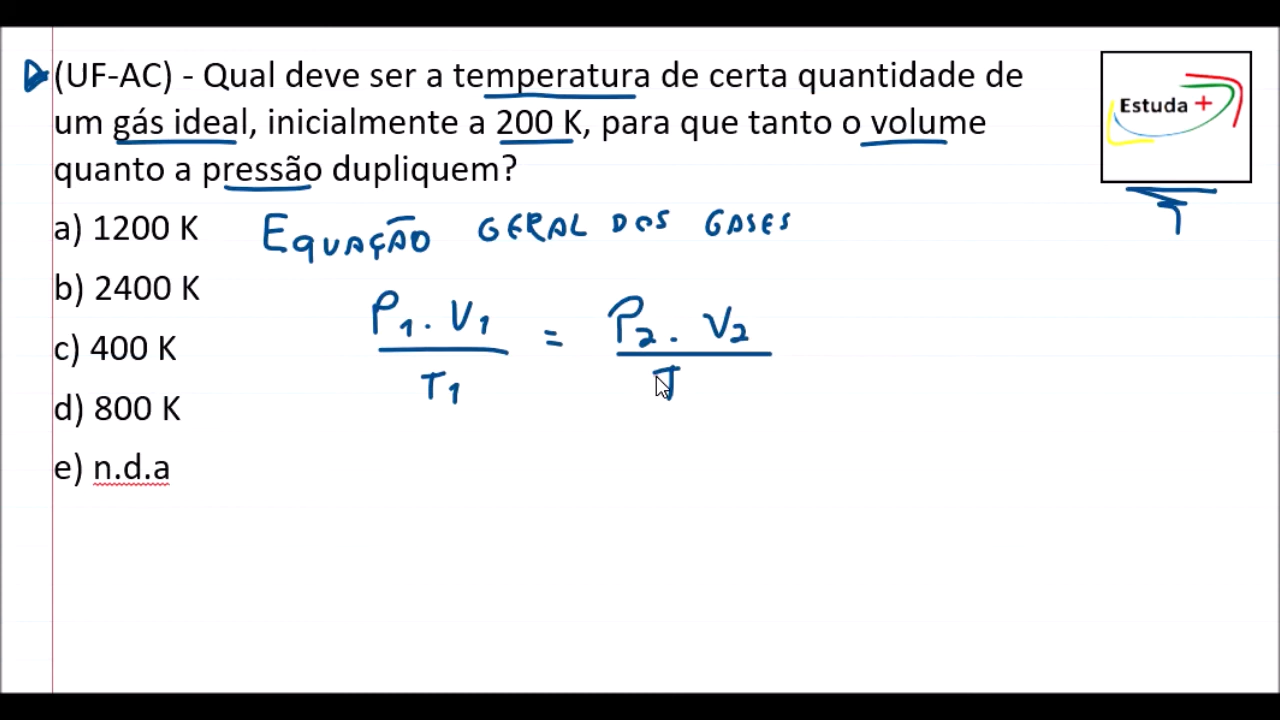 (UF-AC) - Qual deve ser a temperatura de certa quantidade de
um gás ideal, inicialmente a 200 K, para que tanto o volume
quanto a pressão dupliquem?
Estuda +
a) 1200 K
EQUAÇÃO GERAL DOS GASES
b) 2400 K
P1 . V1 = P2 . V2
c) 400 K
T1 T
d) 800 K
e) n.d.a